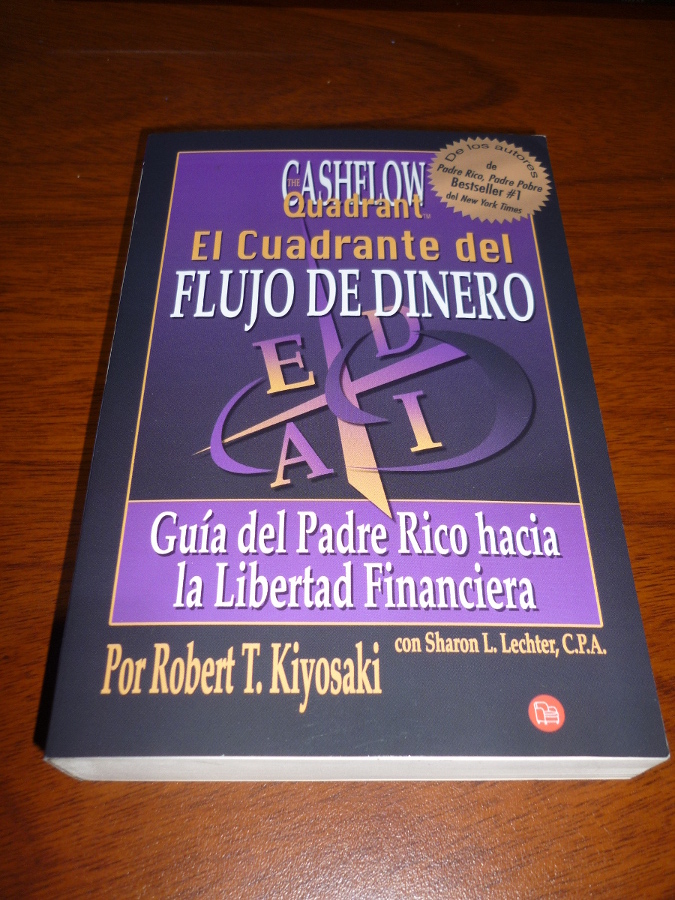 THE CASHFLOW
Quadrant™
De los autores
de
Padre Rico, Padre Pobre
Bestseller #1
del New York Times
El Cuadrante del
FLUJO DE DINERO
E D
A I
Guía del Padre Rico hacia
la Libertad Financiera
Por Robert T. Kiyosaki
con Sharon L. Lechter, C.P.A.